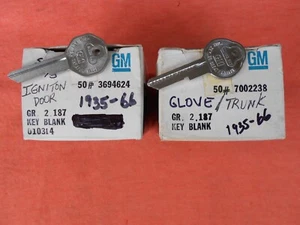 GM
IGNITON
DOOR
50# 3694624
1935-66
GR. 2,187
KEY BLANK
010314
GM
50# 7002238
GLOVE/TRUNK
GR. 2,187
KEY BLANK
1935-66